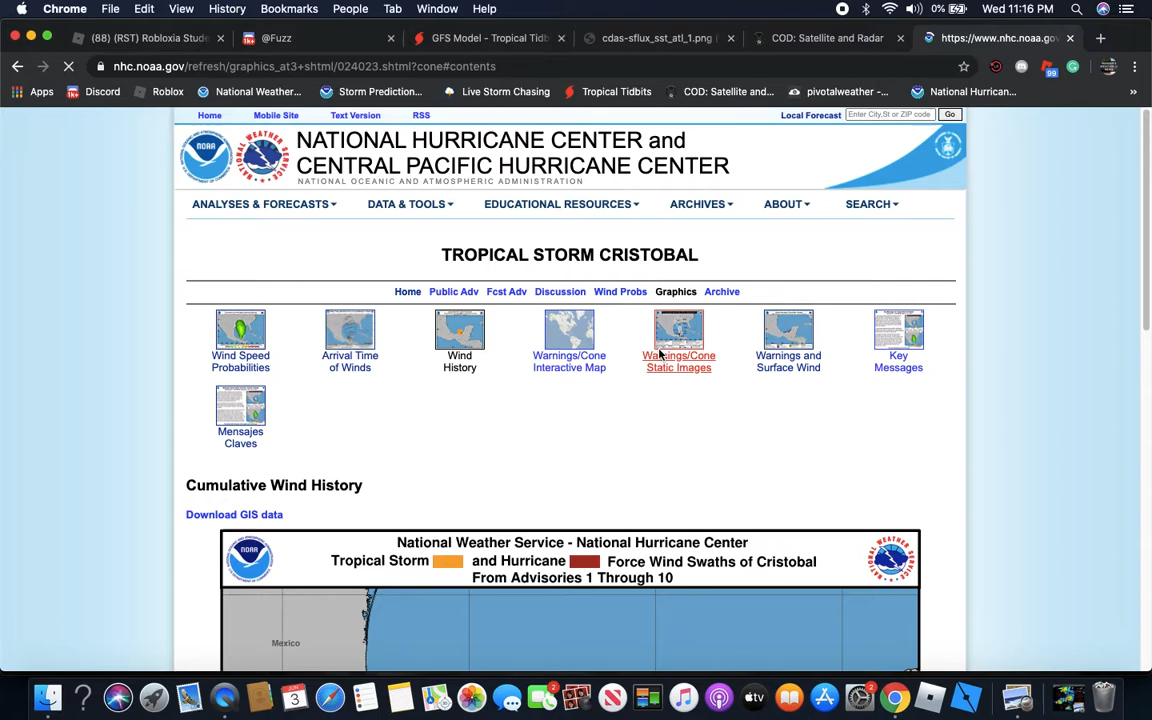 Chrome File Edit View History Bookmarks People Tab Window Help 0% Wed 11:16 PM
(88) (RST) Robloxia Stude @Fuzz GFS Model - Tropical Tidb cdas-sflux_sst_atl_1.png ( COD: Satellite and Radar https://www.nhc.noaa.gov
nhc.noaa.gov/refresh/graphics_at3+shtml/024023.shtml?cone#contents
Apps Discord Roblox National Weather... Storm Prediction... Live Storm Chasing Tropical Tidbits COD: Satellite and... pivotalweather -... National Hurrican... »
99
Home Mobile Site Text Version RSS Local Forecast Enter City,St or ZIP code Go
NATIONAL HURRICANE CENTER and
CENTRAL PACIFIC HURRICANE CENTER
NATIONAL OCEANIC AND ATMOSPHERIC ADMINISTRATION
NOAA
ANALYSES & FORECASTS DATA & TOOLS EDUCATIONAL RESOURCES ARCHIVES ABOUT SEARCH
TROPICAL STORM CRISTOBAL
Home Public Adv Fcst Adv Discussion Wind Probs Graphics Archive
Wind Speed
Probabilities
Arrival Time
of Winds
Wind
History
Warnings/Cone
Interactive Map
Warnings/Cone
Static Images
Warnings and
Surface Wind
Key
Messages
Mensajes
Claves
Cumulative Wind History
Download GIS data
National Weather Service - National Hurricane Center
Tropical Storm and Hurricane Force Wind Swaths of Cristobal
From Advisories 1 Through 10
NOAA
Mexico
JUN
3
2
2